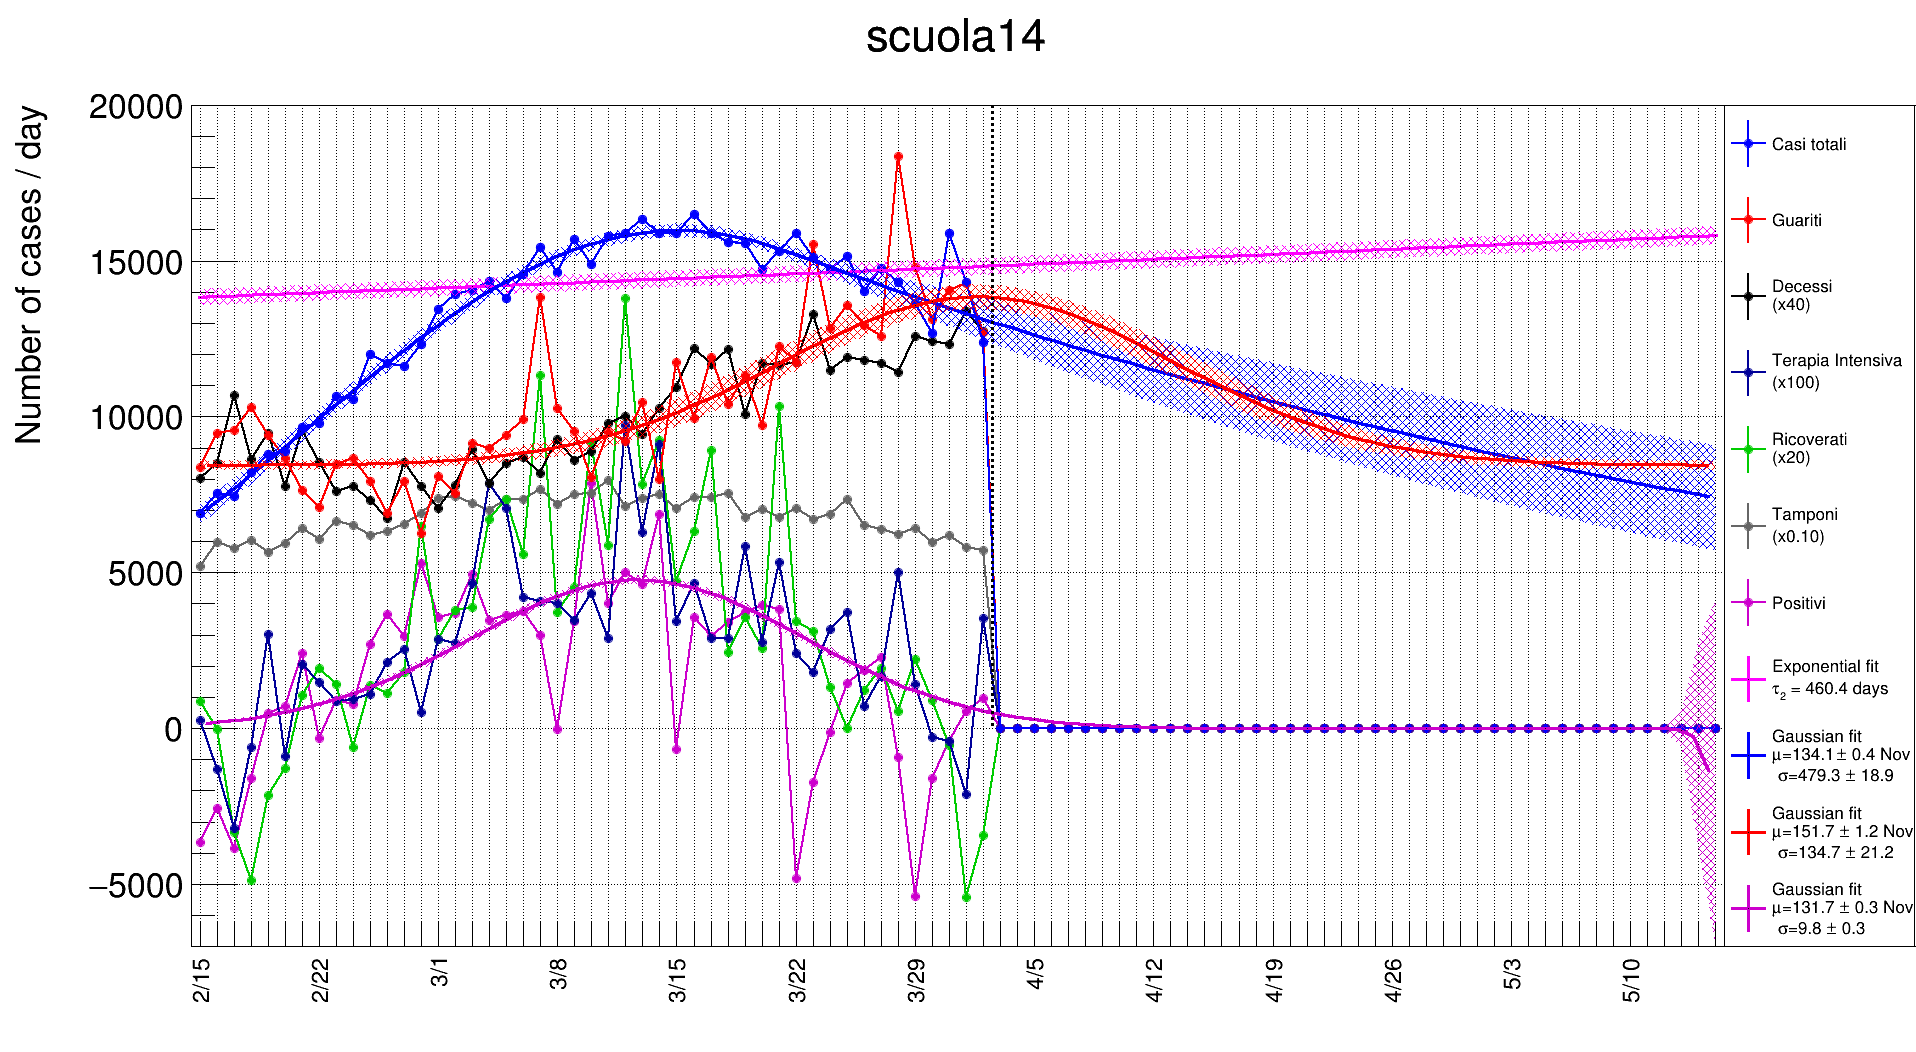 scuola14
Number of cases / day
20000
15000
10000
5000
0
−5000
2/15
2/22
3/1
3/8
3/15
3/22
3/29
4/5
4/12
4/19
4/26
5/3
5/10
Casi totali
Guariti
Decessi
(x40)
Terapia Intensiva
(x100)
Ricoverati
(x20)
Tamponi
(x0.10)
Positivi
Exponential fit
τ2 = 460.4 days
Gaussian fit
μ=134.1 ± 0.4 Nov
σ=479.3 ± 18.9
Gaussian fit
μ=151.7 ± 1.2 Nov
σ=134.7 ± 21.2
Gaussian fit
μ=131.7 ± 0.3 Nov
σ=9.8 ± 0.3